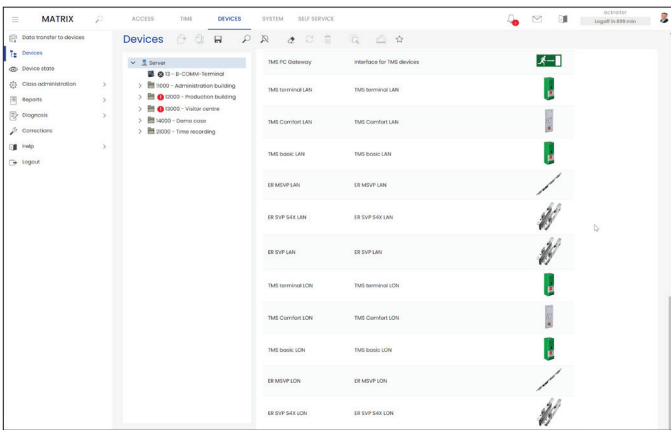 MATRIX
ACCESS TIME DEVICES SYSTEM SELF SERVICE
Logoff in 899 min
Data transfer to devices
Devices
Device state
Class administration
Reports
Diagnosis
Corrections
Help
Logout
Devices
Server
13 - B-COMM-Terminal
11000 - Administration building
12000 - Production building
13000 - Visitor centre
14000 - Demo case
21000 - Time recording
TMS PC Gateway Interface for TMS devices
TMS terminal LAN TMS terminal LAN
TMS Comfort LAN TMS Comfort LAN
TMS basic LAN TMS basic LAN
ER MSVP LAN ER MSVP LAN
ER SVP S4X LAN ER SVP S4X LAN
ER SVP LAN ER SVP LAN
TMS terminal LON TMS terminal LON
TMS Comfort LON TMS Comfort LON
TMS basic LON TMS basic LON
ER MSVP LON ER MSVP LON
ER SVP S4X LON ER SVP S4X LON